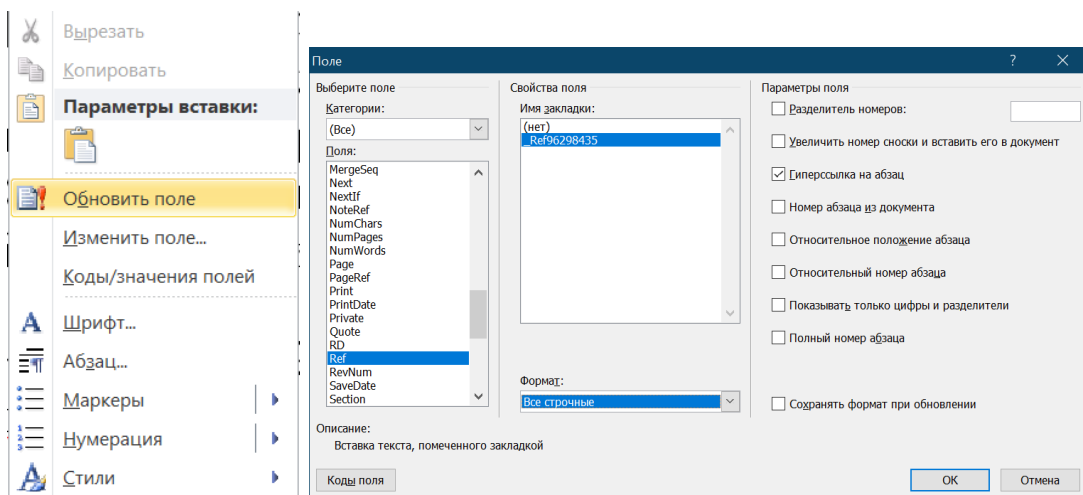 Вырезать
Копировать
Параметры вставки:
Обновить поле
Изменить поле...
Коды/значения полей
Шрифт...
Абзац...
Маркеры
Нумерация
Стили
Поле
? ×
Выберите поле
Категории:
(Все)
Поля:
MergeSeq
Next
NextIf
NoteRef
NumChars
NumPages
NumWords
Page
PageRef
Print
PrintDate
Private
Quote
RD
Ref
RevNum
SaveDate
Section
Свойства поля
Имя закладки:
(нет)
_Ref96298435
Формат:
Все строчные
Параметры поля
Разделитель номеров:
Увеличить номер сноски и вставить его в документ
Гиперссылка на абзац
Номер абзаца из документа
Относительное положение абзаца
Относительный номер абзаца
Показывать только цифры и разделители
Полный номер абзаца
Сохранять формат при обновлении
Описание:
Вставка текста, помеченного закладкой
Коды поля
ОК
Отмена